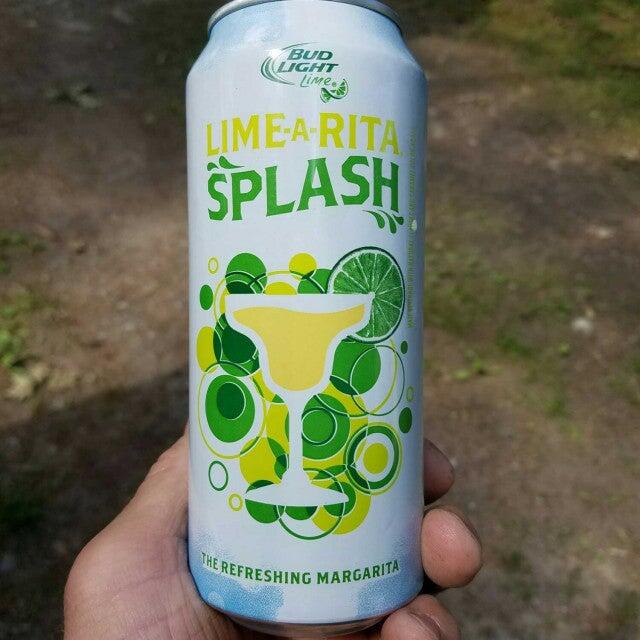 BUD
LIGHT
Lime
LIME-A-RITA
SPLASH
THE REFRESHING MARGARITA